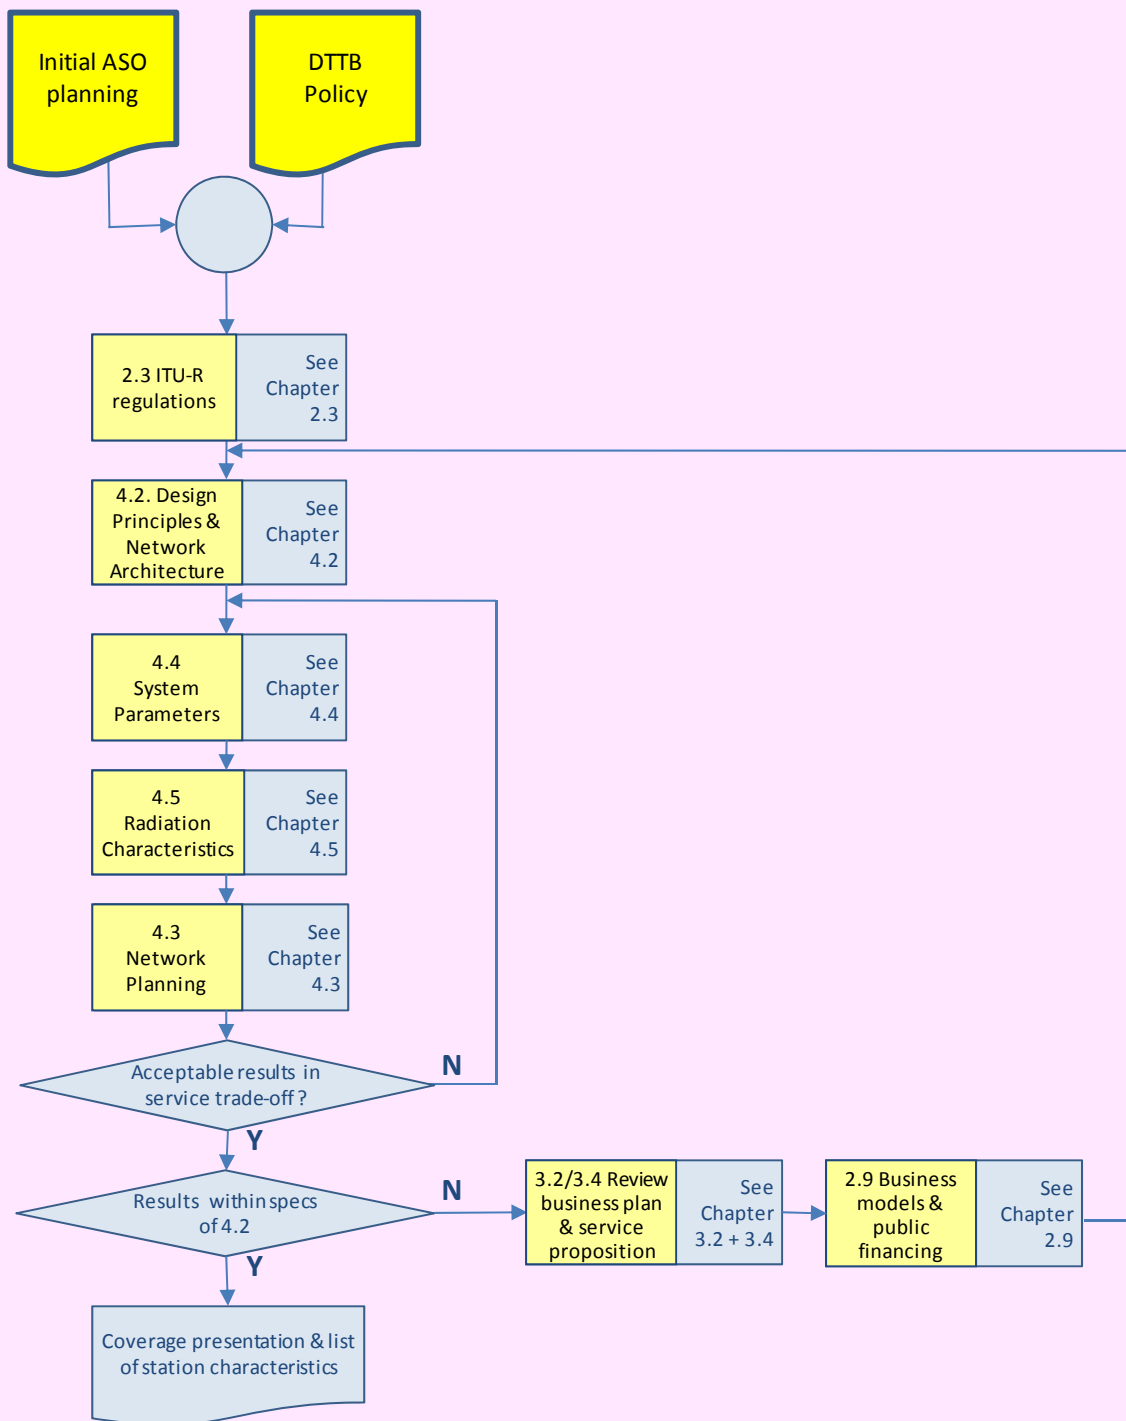 Initial ASO
planning
DTTB
Policy
2.3 ITU-R
regulations
See
Chapter
2.3
4.2. Design
Principles &
Network
Architecture
See
Chapter
4.2
4.4
System
Parameters
See
Chapter
4.4
4.5
Radiation
Characteristics
See
Chapter
4.5
4.3
Network
Planning
See
Chapter
4.3
Acceptable results in
service trade-off?
N
Y
Results within specs
of 4.2
N
Y
3.2/3.4 Review
business plan
& service
proposition
See
Chapter
3.2 + 3.4
2.9 Business
models &
public
financing
See
Chapter
2.9
Coverage presentation & list
of station characteristics